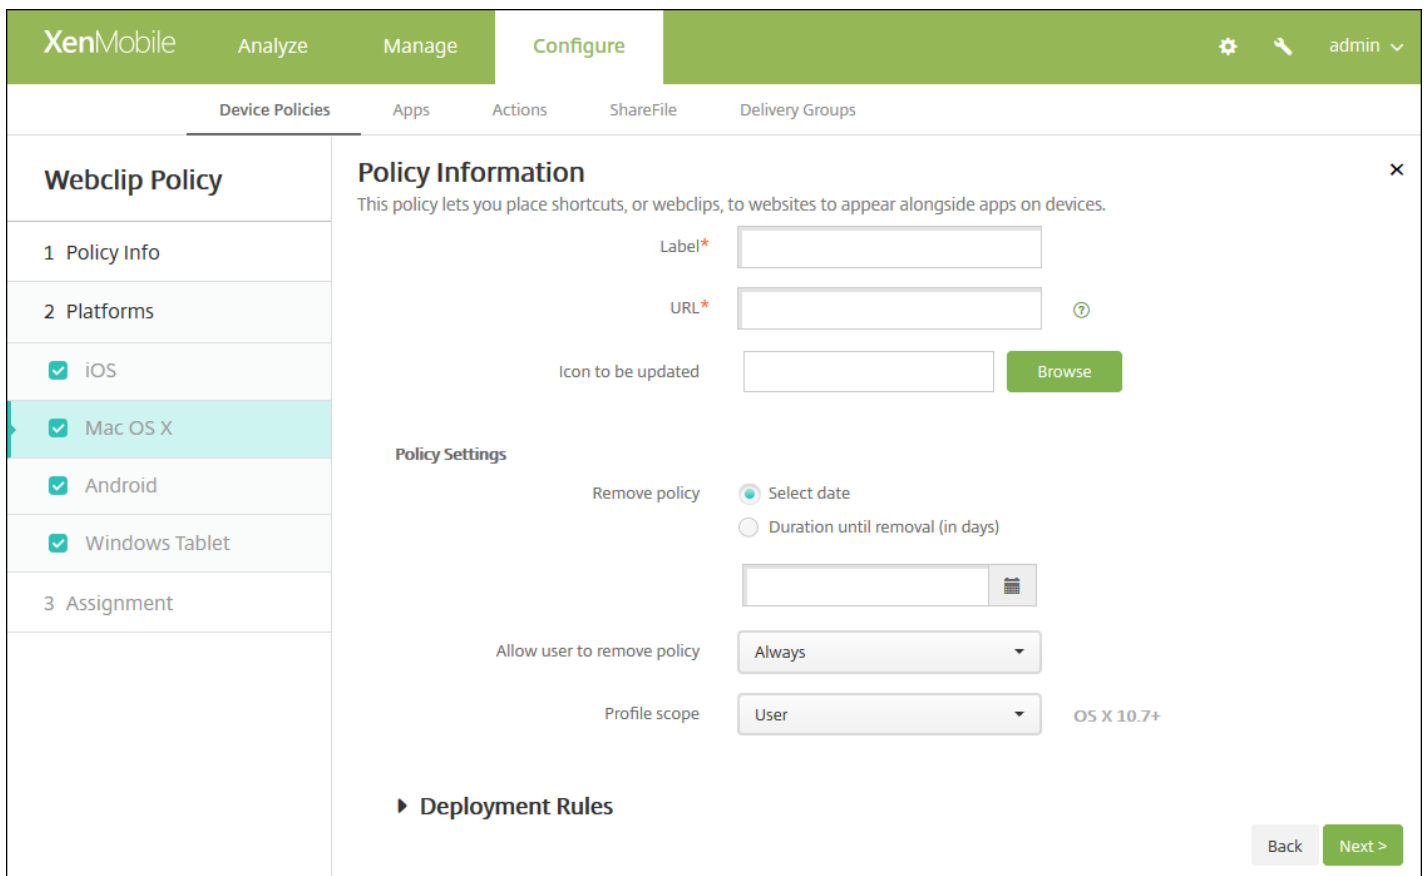 XenMobile Analyze Manage Configure admin
Device Policies Apps Actions ShareFile Delivery Groups
Webclip Policy
1 Policy Info
2 Platforms
iOS
Mac OS X
Android
Windows Tablet
3 Assignment
Policy Information
This policy lets you place shortcuts, or webclips, to websites to appear alongside apps on devices.
Label*
URL*
Icon to be updated Browse
Policy Settings
Remove policy Select date
Duration until removal (in days)
Allow user to remove policy Always
Profile scope User OS X 10.7+
Deployment Rules
Back Next >